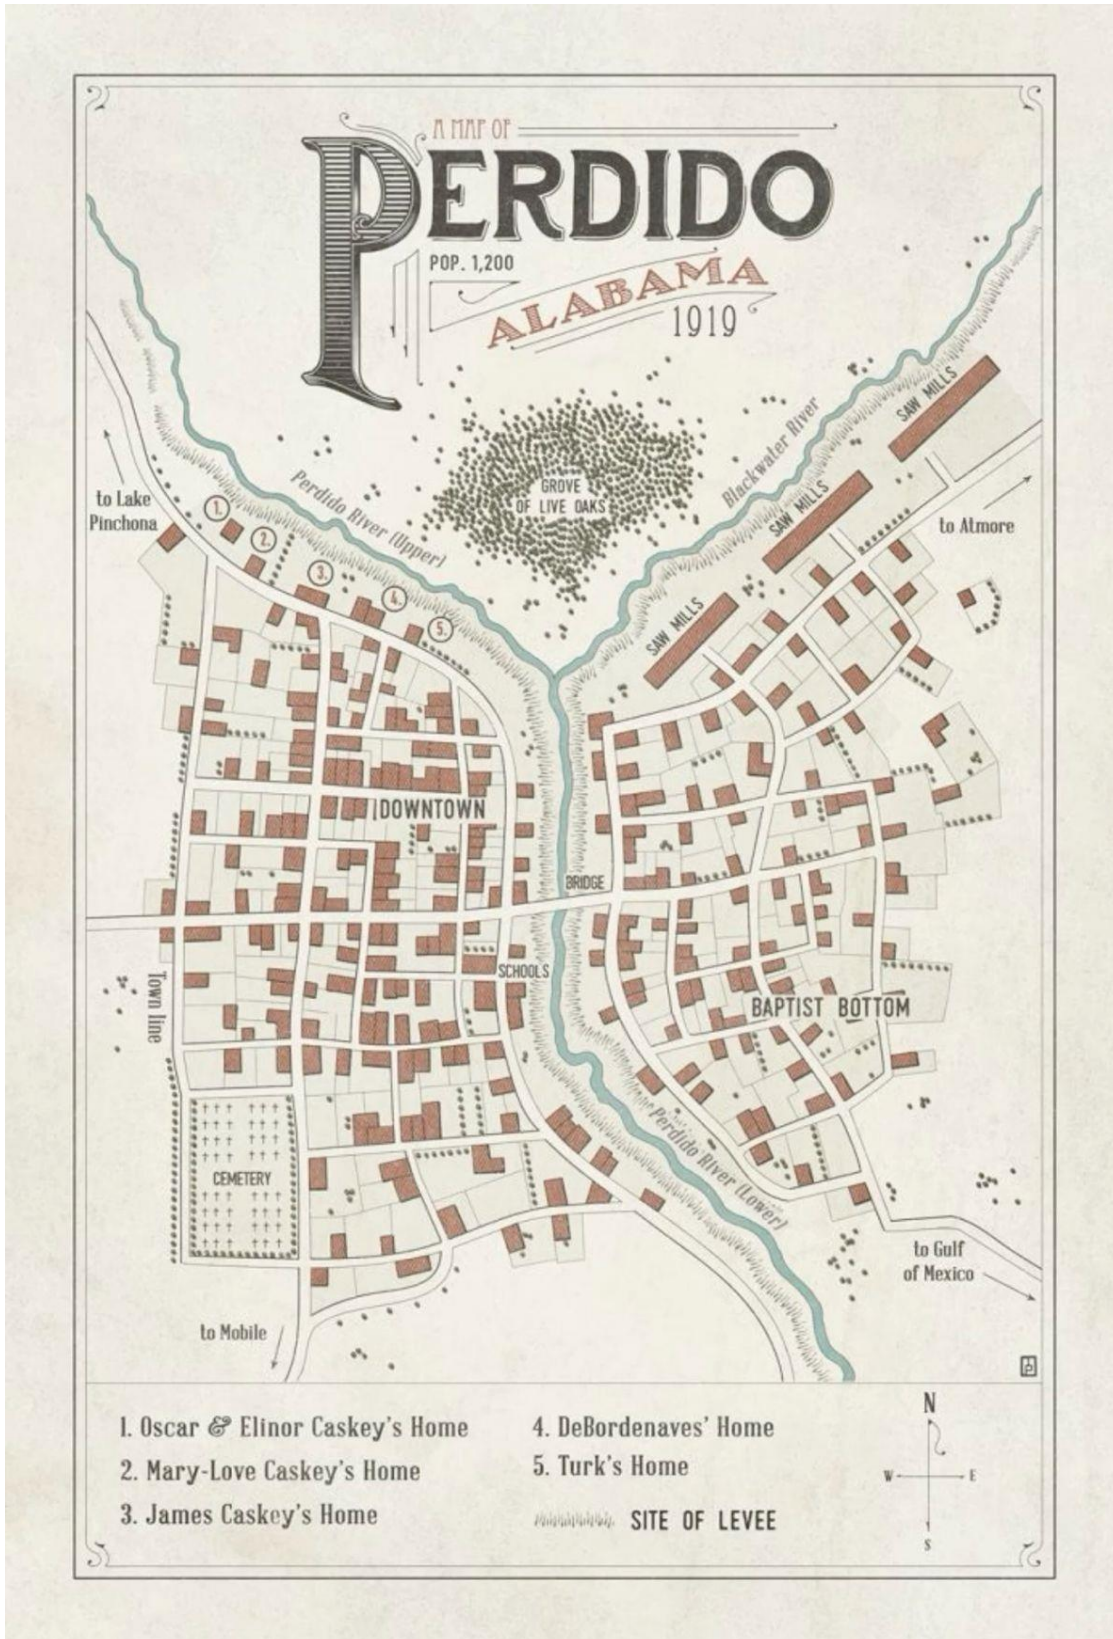 A MAP OF
PERDIDO
POP. 1,200
ALABAMA
1919
GROVE
OF LIVE OAKS
Blackwater River
SAW MILLS
SAW MILLS
SAW MILLS
to Atmore
to Lake
Pinchona
Perdido River (Upper)
1.
2.
3.
4.
5.
DOWNTOWN
BRIDGE
SCHOOLS
Town line
BAPTIST BOTTOM
Perdido River (Lower)
CEMETERY
to Mobile
to Gulf
of Mexico
1. Oscar & Elinor Caskey's Home
2. Mary-Love Caskey's Home
3. James Caskey's Home
4. DeBordenaves' Home
5. Turk's Home
SITE OF LEVEE
N
W E
S